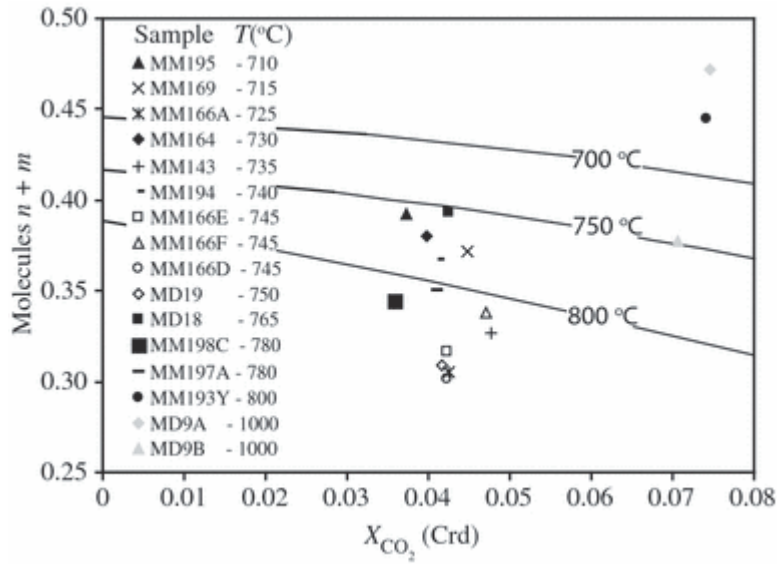 0.50
0.45
0.40
0.35
0.30
0.25
Molecules n + m
Sample T(°C)
MM195 - 710
MM169 - 715
MM166A - 725
MM164 - 730
MM143 - 735
MM194 - 740
MM166E - 745
MM166F - 745
MM166D - 745
MD19 - 750
MD18 - 765
MM198C - 780
MM197A - 780
MM193Y - 800
MD9A - 1000
MD9B - 1000
700 °C
750 °C
800 °C
0 0.01 0.02 0.03 0.04 0.05 0.06 0.07 0.08
XCO2 (Crd)